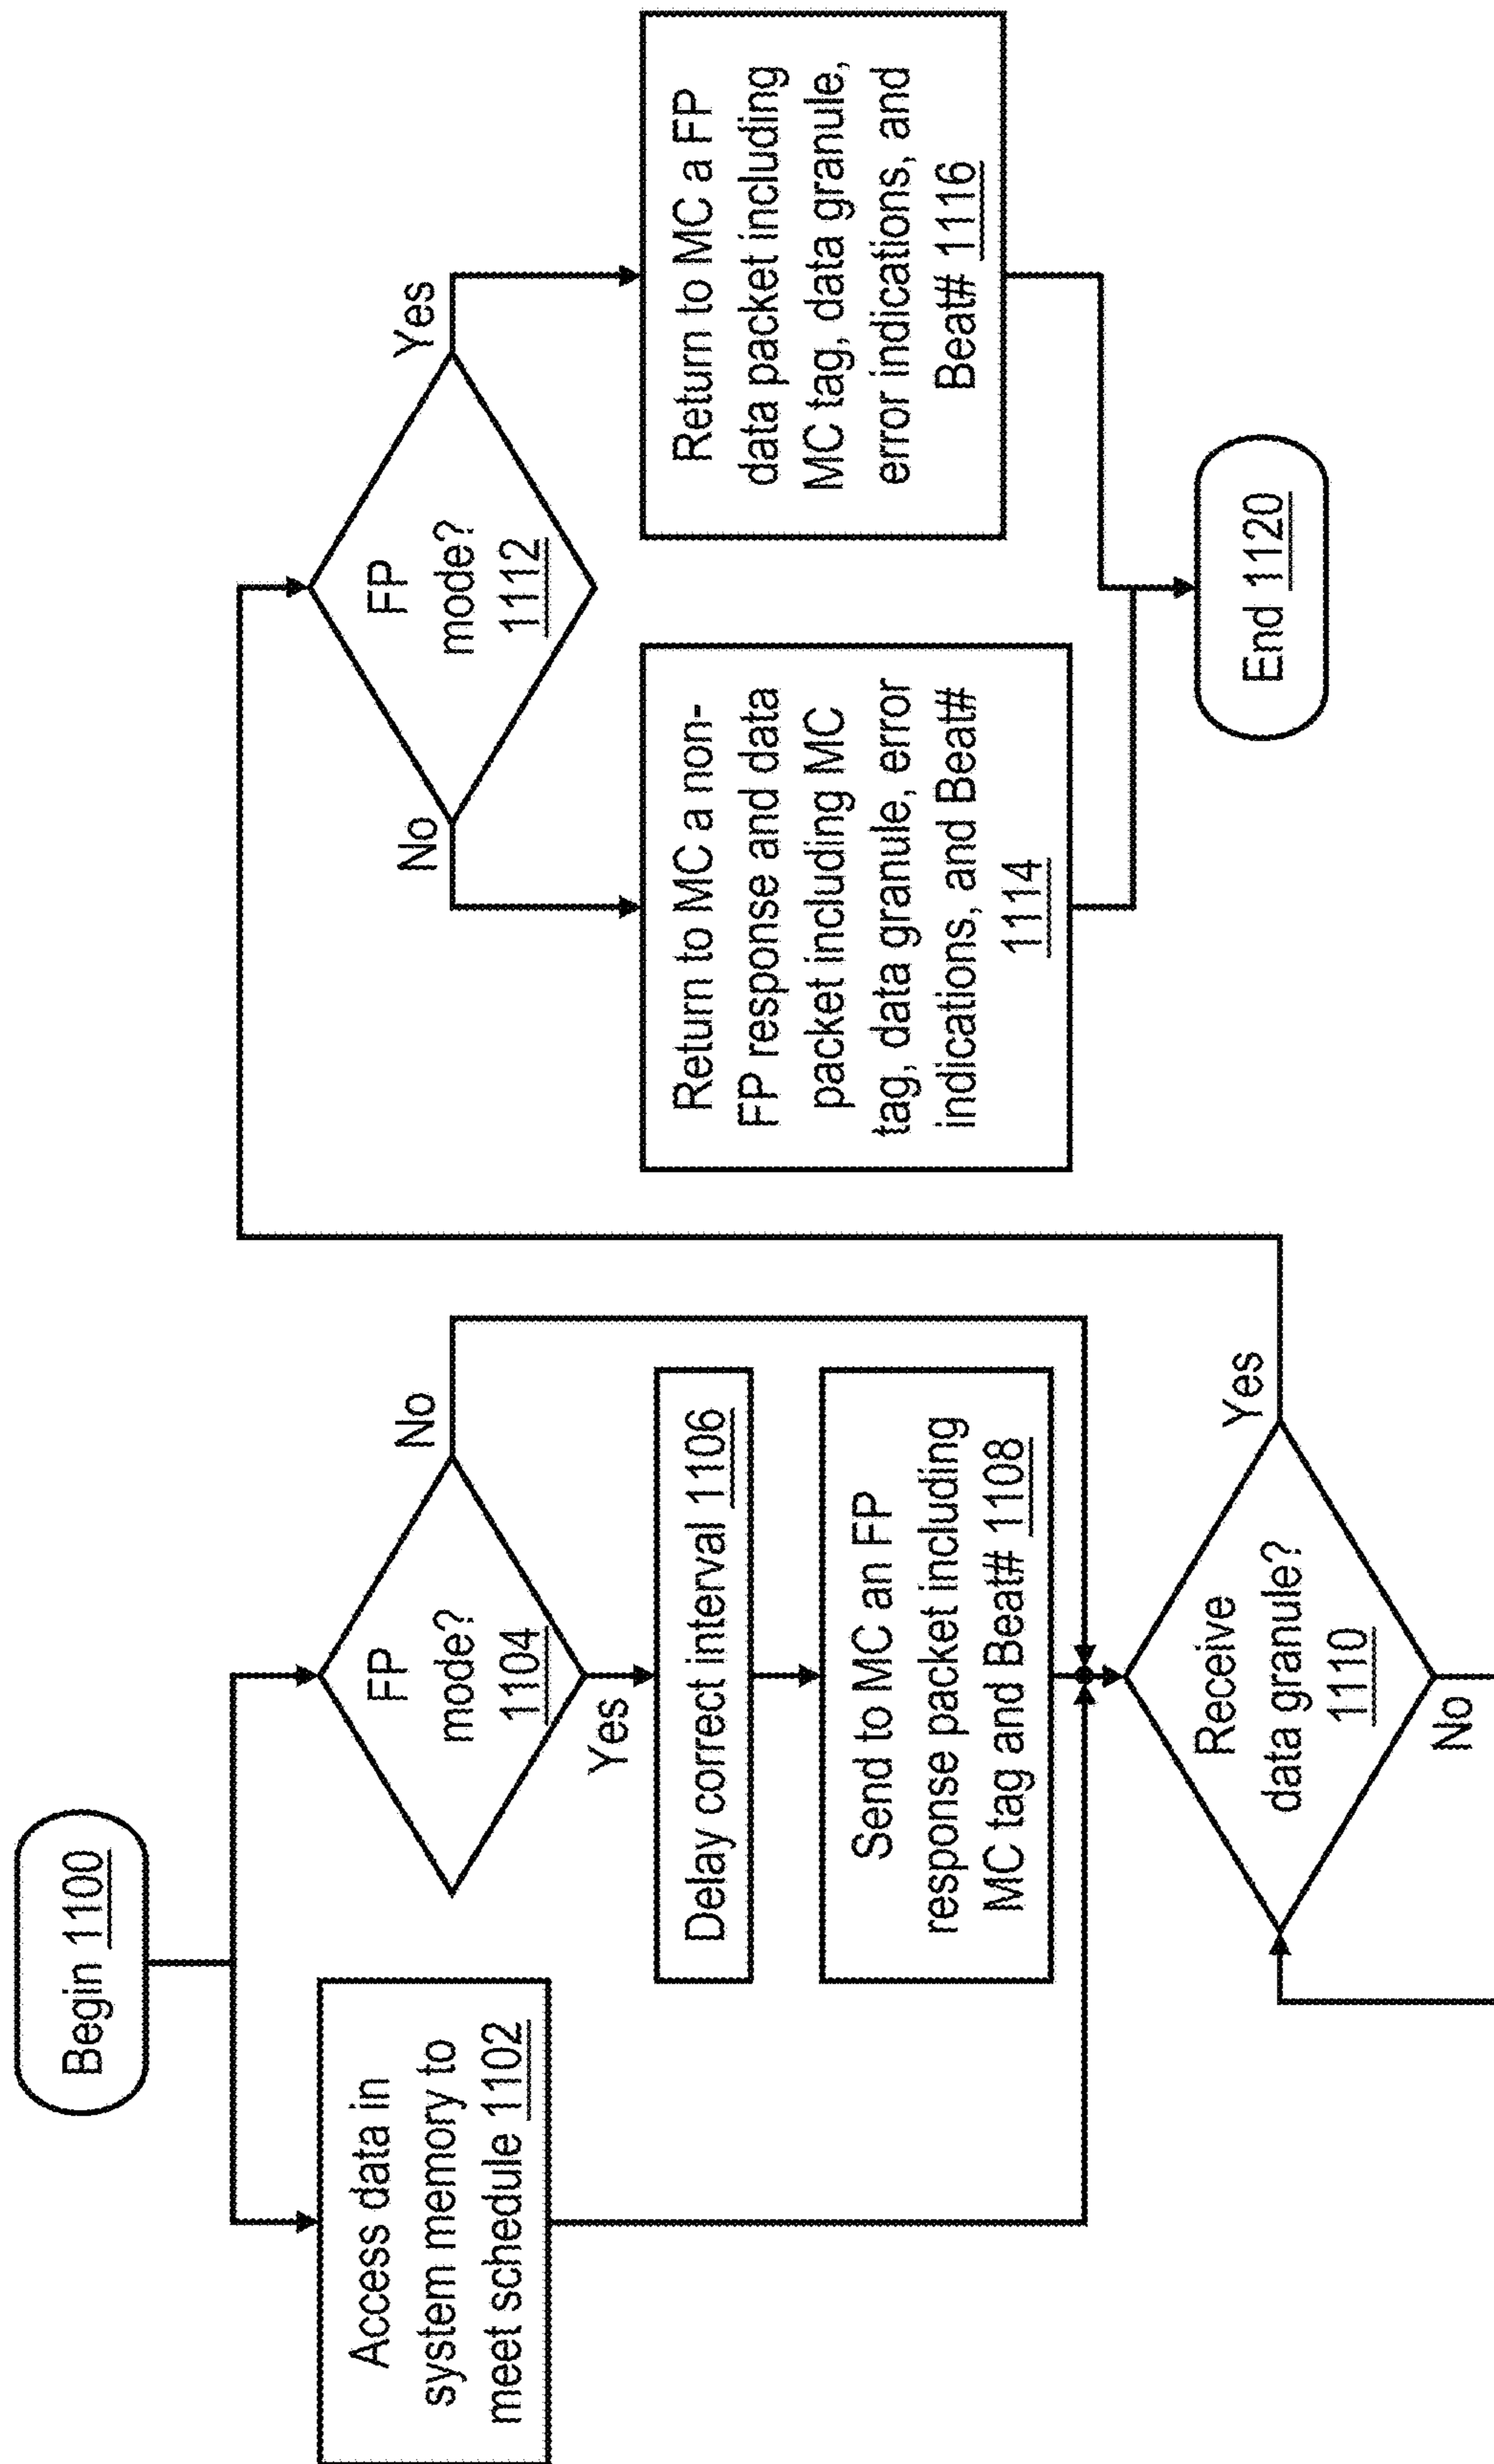 Begin 1100
Access data in
system memory to
meet schedule 1102
FP
mode?
1104
No
Yes
Delay correct interval 1106
Send to MC an FP
response packet including
MC tag and Beat# 1108
Receive
data granule?
1110
Yes
No
FP
mode?
1112
No
Yes
Return to MC a non-
FP response and data
packet including MC
tag, data granule, error
indications, and Beat#
1114
Return to MC a FP
data packet including
MC tag, data granule,
error indications, and
Beat# 1116
End 1120